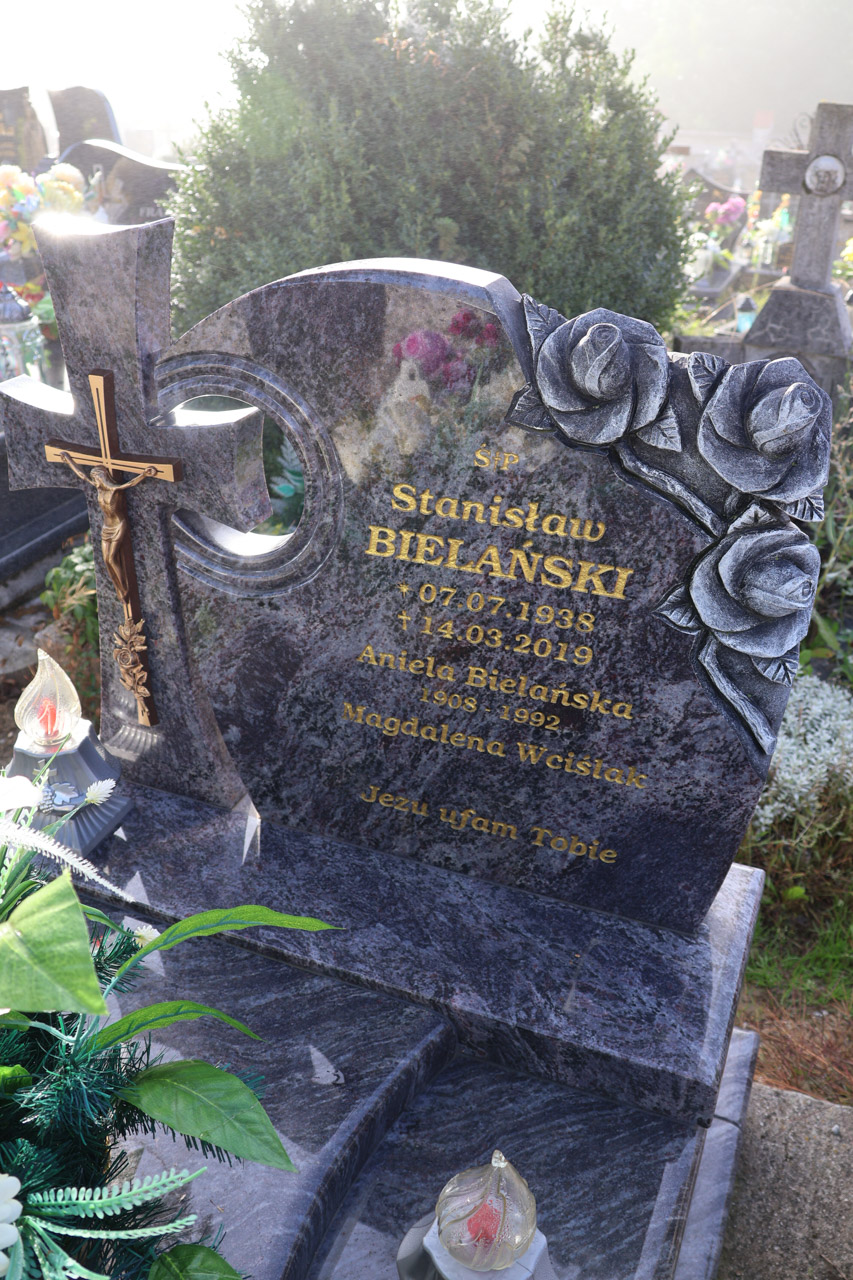 Ś†P
Stanisław
BIELAŃSKI
* 07.07.1938
† 14.03.2019
Aniela Bielańska
1908 - 1992
Magdalena Wciślak
Jezu ufam Tobie